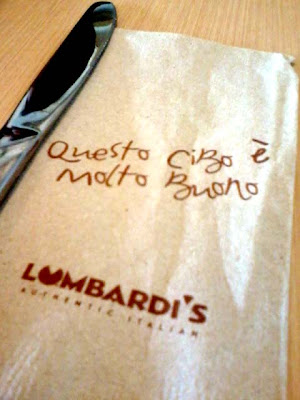 Questo Cibo è
Molto Buono
LOMBARDI'S
AUTHENTIC ITALIAN